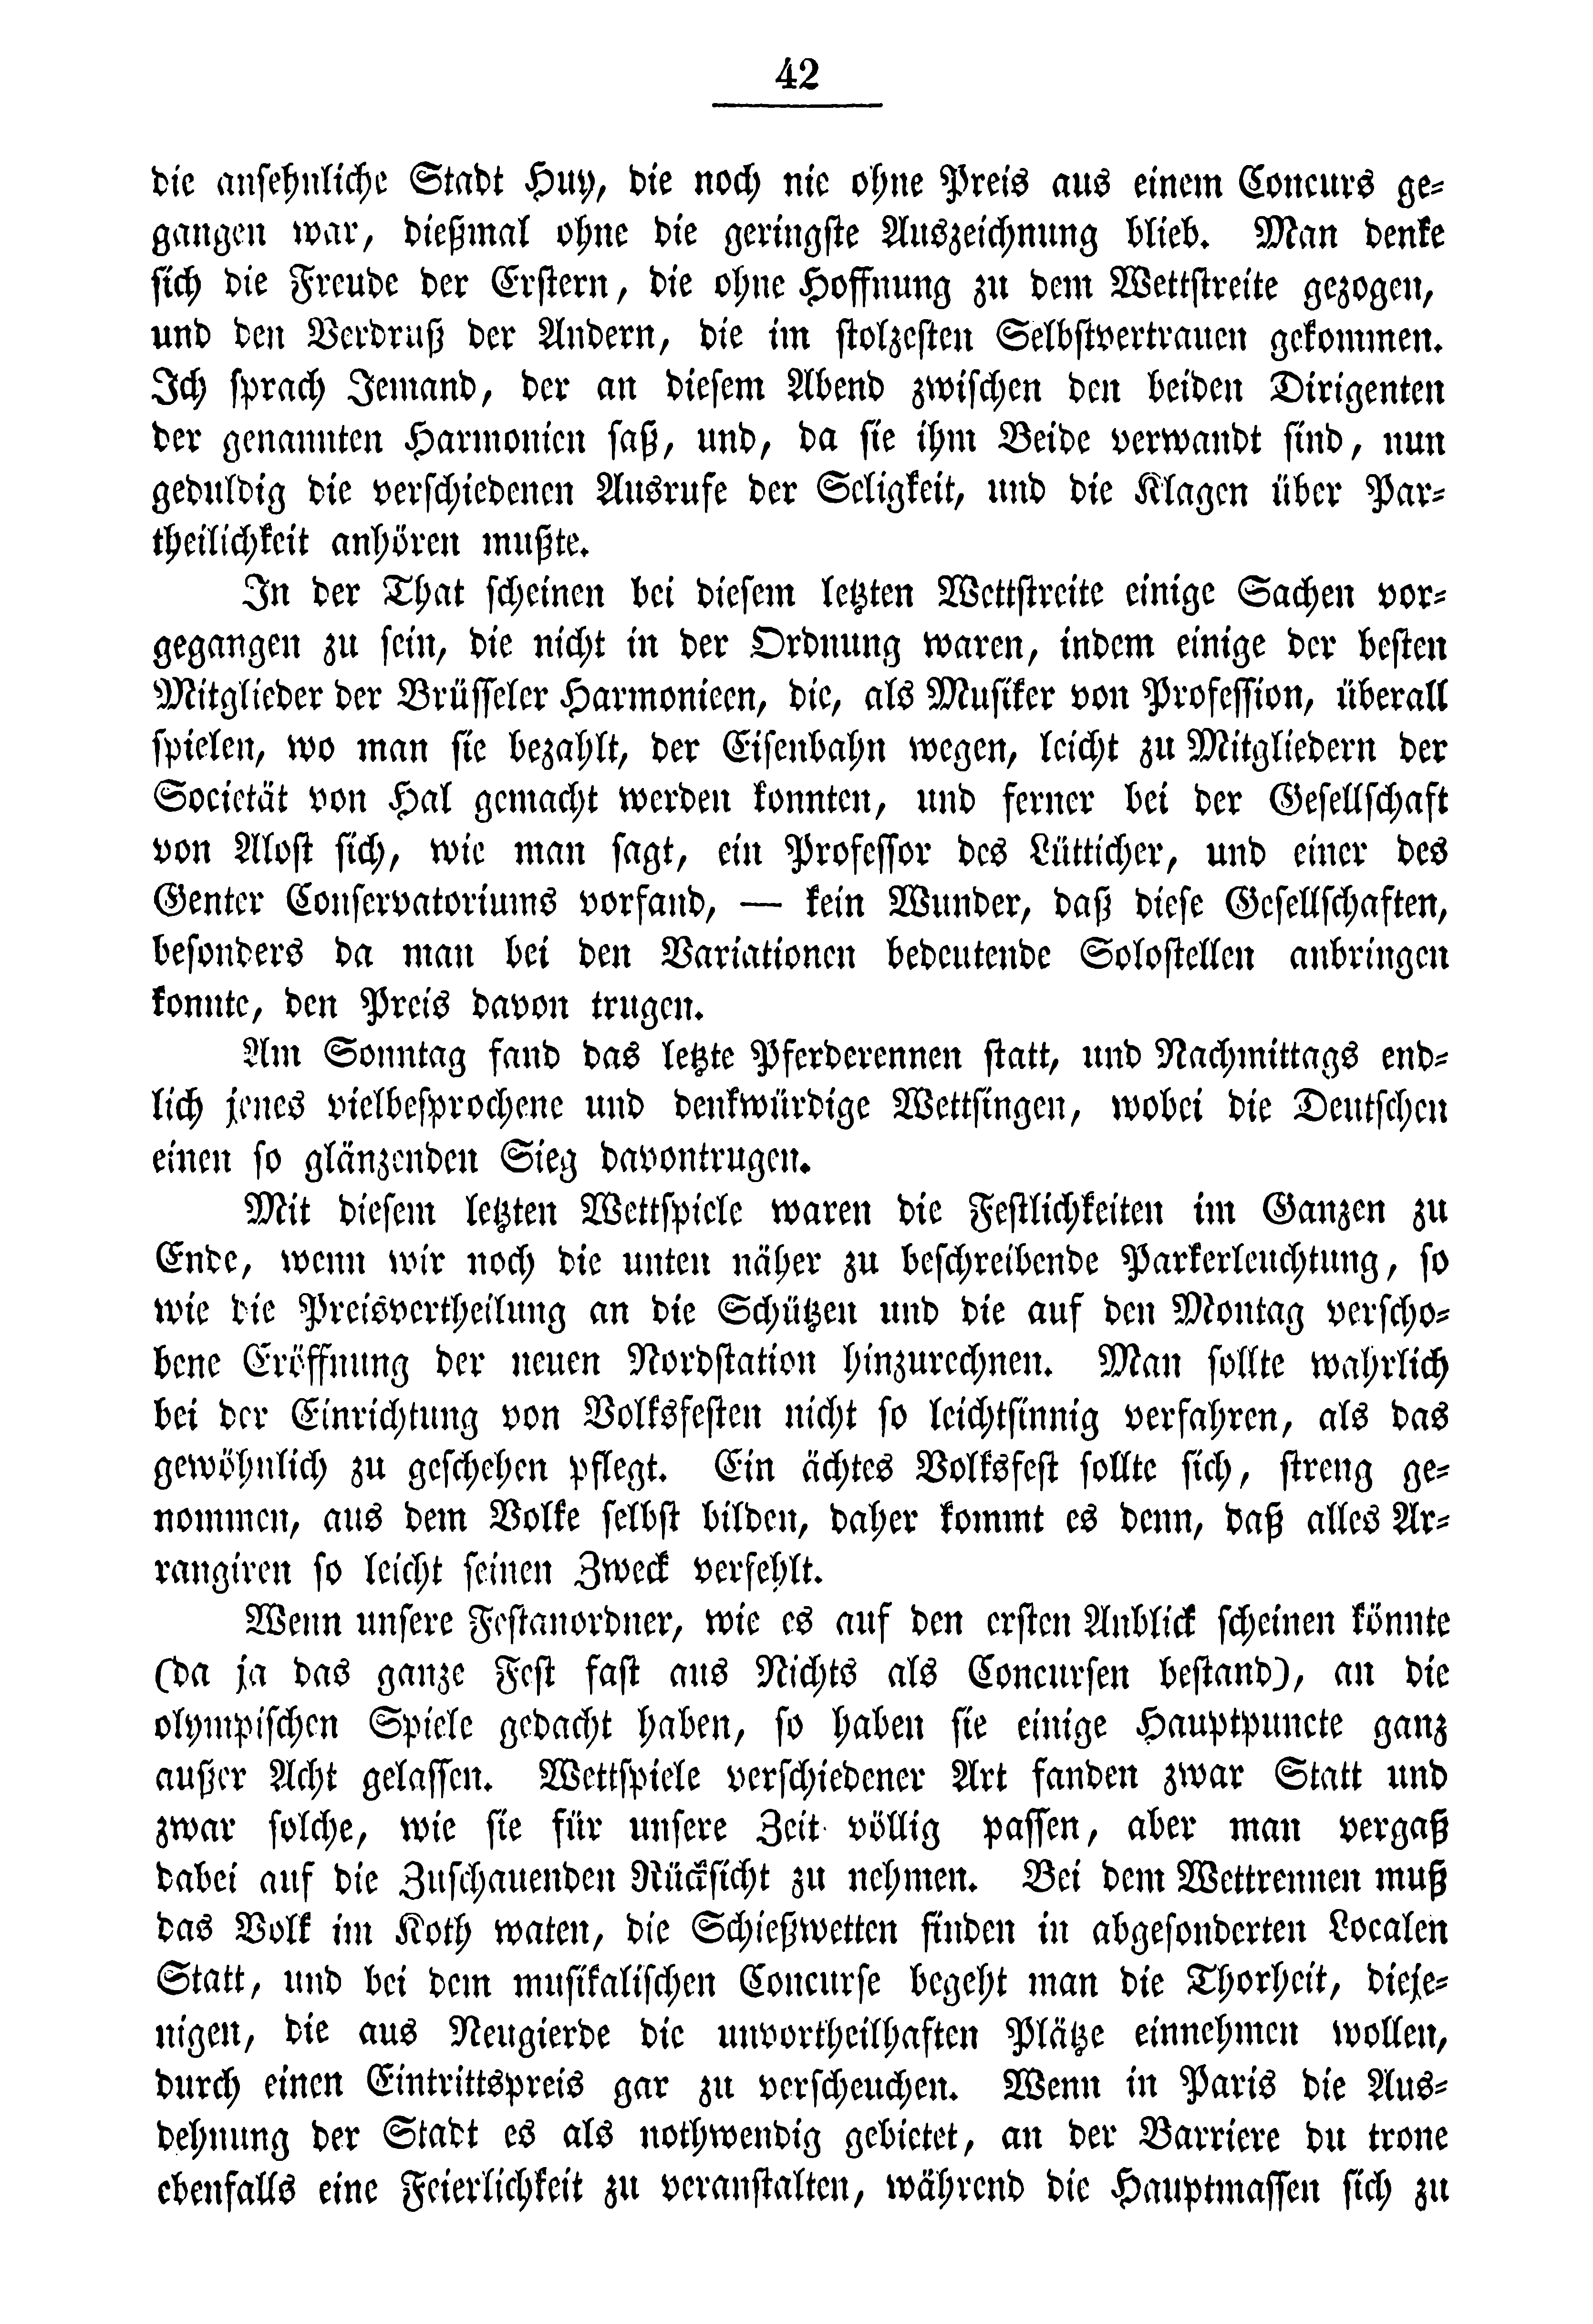 42
die ansehnliche Stadt Huy, die noch nie ohne Preis aus einem Concurs ge-
gangen war, dießmal ohne die geringste Auszeichnung blieb. Man denke
sich die Freude der Erstern, die ohne Hoffnung zu dem Wettstreite gezogen,
und den Verdruß der Andern, die im stolzesten Selbstvertrauen gekommen.
Ich sprach Jemand, der an diesem Abend zwischen den beiden Dirigenten
der genannten Harmonien saß, und, da sie ihm Beide verwandt sind, nun
geduldig die verschiedenen Ausrufe der Seligkeit, und die Klagen über Par-
theilichkeit anhören mußte.
In der That scheinen bei diesem letzten Wettstreite einige Sachen vor-
gegangen zu sein, die nicht in der Ordnung waren, indem einige der besten
Mitglieder der Brüsseler Harmonieen, die, als Musiker von Profession, überall
spielen, wo man sie bezahlt, der Eisenbahn wegen, leicht zu Mitgliedern der
Societät von Hal gemacht werden konnten, und ferner bei der Gesellschaft
von Alost sich, wie man sagt, ein Professor des Lütticher, und einer des
Genter Conservatoriums vorfand, — kein Wunder, daß diese Gesellschaften,
besonders da man bei den Variationen bedeutende Solostellen anbringen
konnte, den Preis davon trugen.
Am Sonntag fand das letzte Pferderennen statt, und Nachmittags end-
lich jenes vielbesprochene und denkwürdige Wettsingen, wobei die Deutschen
einen so glänzenden Sieg davontrugen.
Mit diesem letzten Wettspiele waren die Festlichkeiten im Ganzen zu
Ende, wenn wir noch die unten näher zu beschreibende Parkerleuchtung, so
wie die Preisvertheilung an die Schützen und die auf den Montag verscho-
bene Eröffnung der neuen Nordstation hinzurechnen. Man sollte wahrlich
bei der Einrichtung von Volksfesten nicht so leichtsinnig verfahren, als das
gewöhnlich zu geschehen pflegt. Ein ächtes Volksfest sollte sich, streng ge-
nommen, aus dem Volke selbst bilden, daher kommt es denn, daß alles Ar-
rangiren so leicht seinen Zweck verfehlt.
Wenn unsere Festanordner, wie es auf den ersten Anblick scheinen könnte
(da ja das ganze Fest fast aus Nichts als Concursen bestand), an die
olympischen Spiele gedacht haben, so haben sie einige Hauptpuncte ganz
außer Acht gelassen. Wettspiele verschiedener Art fanden zwar Statt und
zwar solche, wie sie für unsere Zeit völlig passen, aber man vergaß
dabei auf die Zuschauenden Rücksicht zu nehmen. Bei dem Wettrennen muß
das Volk im Koth waten, die Schießwetten finden in abgesonderten Localen
Statt, und bei dem musikalischen Concurse begeht man die Thorheit, dieje-
nigen, die aus Neugierde die unvortheilhaften Plätze einnehmen wollen,
durch einen Eintrittspreis gar zu verscheuchen. Wenn in Paris die Aus-
dehnung der Stadt es als nothwendig gebietet, an der Barriere du trone
ebenfalls eine Feierlichkeit zu veranstalten, während die Hauptmassen sich zu